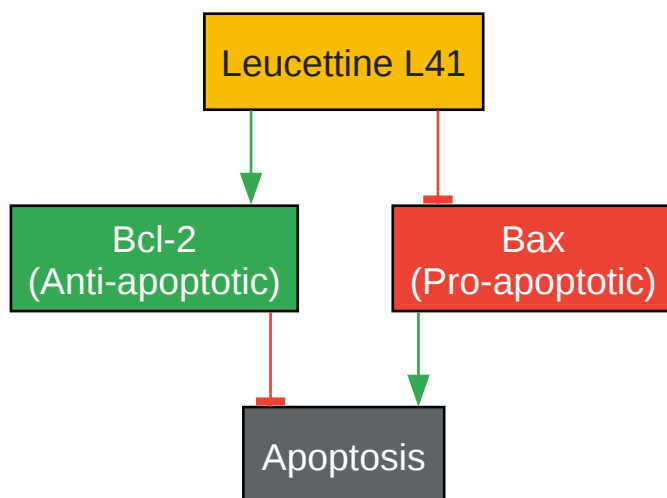 Leucettine L41
Bcl-2
(Anti-apoptotic)
Bax
(Pro-apoptotic)
Apoptosis